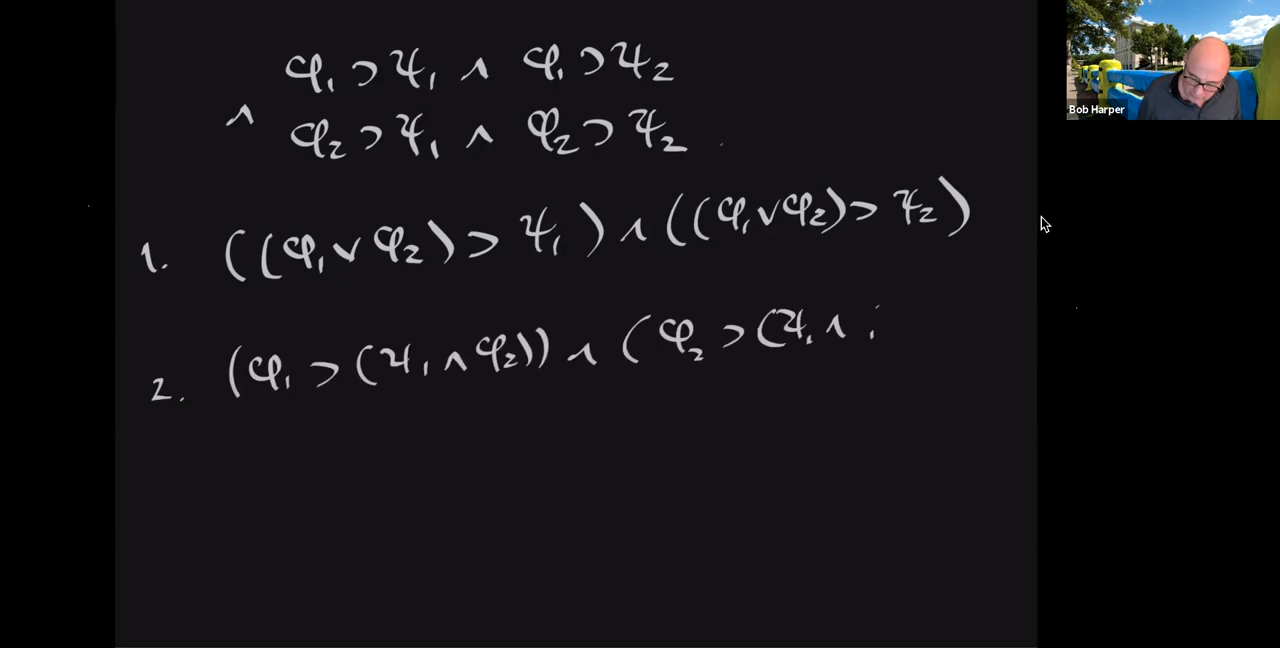 φ₁ ⊃ ψ₁ ∧ φ₁ ⊃ ψ₂
∧ φ₂ ⊃ ψ₁ ∧ φ₂ ⊃ ψ₂
1. ((φ₁ ∨ φ₂) ⊃ ψ₁) ∧ ((φ₁ ∨ φ₂) ⊃ ψ₂)
2. (φ₁ ⊃ (ψ₁ ∧ φ₂)) ∧ (φ₂ ⊃ (ψ₁ ∧
Bob Harper